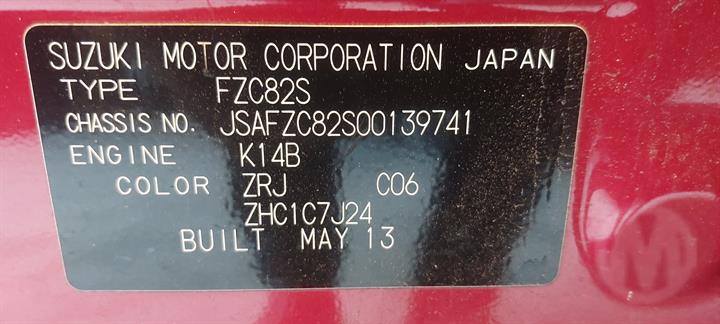 SUZUKI MOTOR CORPORATION JAPAN
TYPE FZC82S
CHASSIS NO. JSAFZC82S00139741
ENGINE K14B
COLOR ZRJ C06
ZHC1C7J24
BUILT MAY 13
M